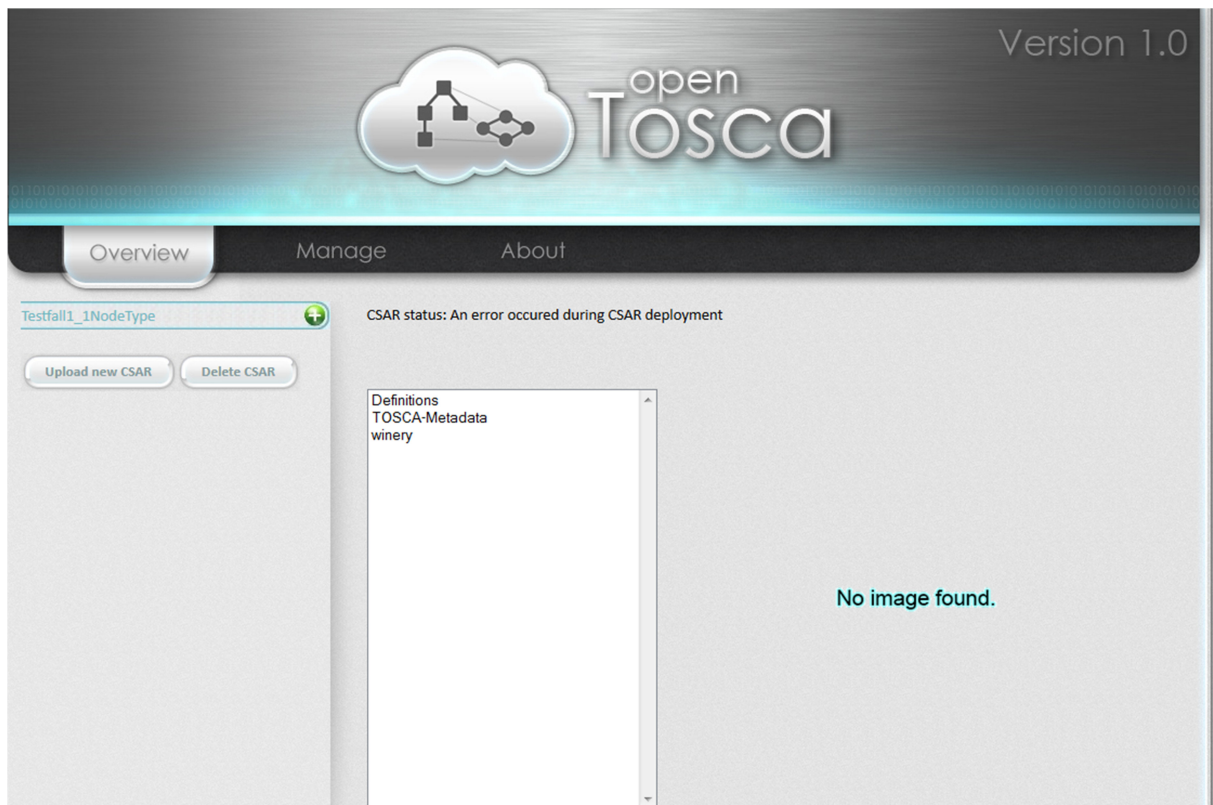 Version 1.0
open
Tosca
Overview Manage About
Testfall1_1NodeType
CSAR status: An error occured during CSAR deployment
Upload new CSAR Delete CSAR
Definitions
TOSCA-Metadata
winery
No image found.